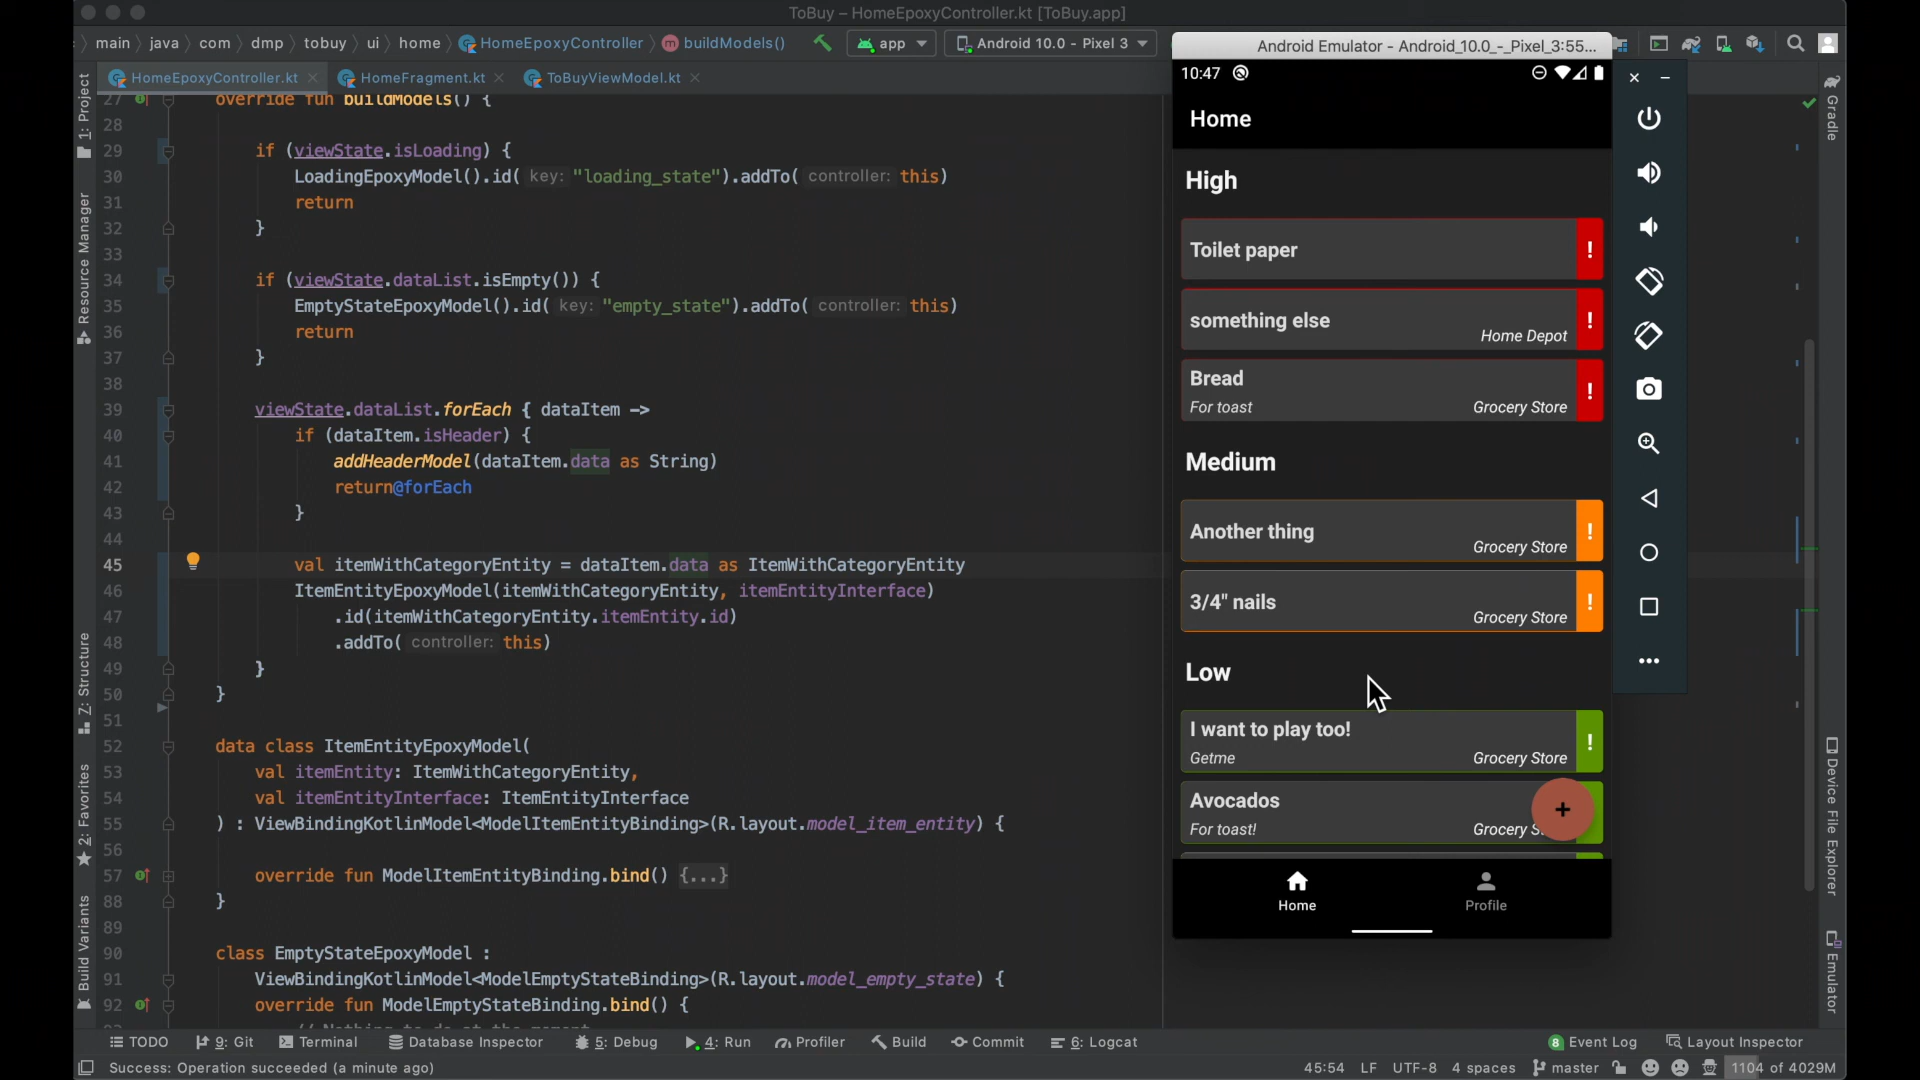 ToBuy – HomeEpoxyController.kt [ToBuy.app]
main java com dmp tobuy ui home HomeEpoxyController buildModels() app Android 10.0 - Pixel 3
HomeEpoxyController.kt HomeFragment.kt ToBuyViewModel.kt
1: Project
Resource Manager
7: Structure
2: Favorites
Build Variants
27 override fun buildModels() {
28
29 if (viewState.isLoading) {
30 LoadingEpoxyModel().id( key: "loading_state").addTo( controller: this)
31 return
32 }
33
34 if (viewState.dataList.isEmpty()) {
35 EmptyStateEpoxyModel().id( key: "empty_state").addTo( controller: this)
36 return
37 }
38
39 viewState.dataList.forEach { dataItem ->
40 if (dataItem.isHeader) {
41 addHeaderModel(dataItem.data as String)
42 return@forEach
43 }
44
45 val itemWithCategoryEntity = dataItem.data as ItemWithCategoryEntity
46 ItemEntityEpoxyModel(itemWithCategoryEntity, itemEntityInterface)
47 .id(itemWithCategoryEntity.itemEntity.id)
48 .addTo( controller: this)
49 }
50 }
51
52 data class ItemEntityEpoxyModel(
53 val itemEntity: ItemWithCategoryEntity,
54 val itemEntityInterface: ItemEntityInterface
55 ) : ViewBindingKotlinModel<ModelItemEntityBinding>(R.layout.model_item_entity) {
56
57 override fun ModelItemEntityBinding.bind() {...}
88 }
89
90 class EmptyStateEpoxyModel :
91 ViewBindingKotlinModel<ModelEmptyStateBinding>(R.layout.model_empty_state) {
92 override fun ModelEmptyStateBinding.bind() {
Android Emulator - Android_10.0_-_Pixel_3:55...
10:47
Home
High
Toilet paper !
something else !
Home Depot
Bread !
For toast Grocery Store
Medium
Another thing !
Grocery Store
3/4" nails !
Grocery Store
Low
I want to play too! !
Getme Grocery Store
Avocados
For toast! Grocery
+
Home Profile
Gradle
Device File Explorer
Emulator
TODO 9: Git Terminal Database Inspector 5: Debug 4: Run Profiler Build Commit 6: Logcat 8 Event Log Layout Inspector
Success: Operation succeeded (a minute ago) 45:54 LF UTF-8 4 spaces master 1104 of 4029M